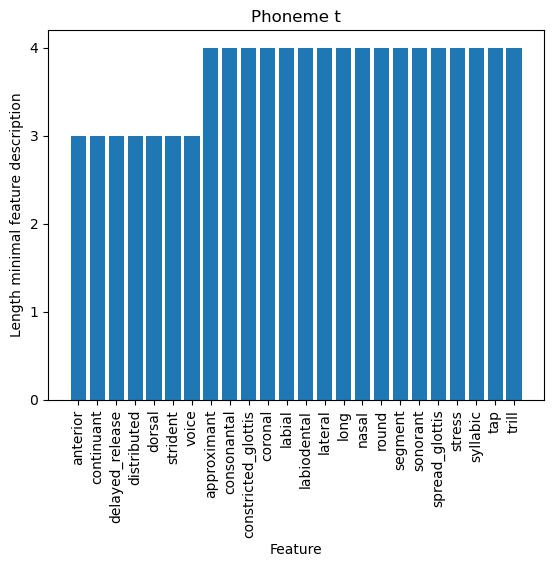 Phoneme t
Length minimal feature description
4
3
2
1
0
anterior
continuant
delayed_release
distributed
dorsal
strident
voice
approximant
consonantal
constricted_glottis
coronal
labial
labiodental
lateral
long
nasal
round
segment
sonorant
spread_glottis
stress
syllabic
tap
trill
Feature